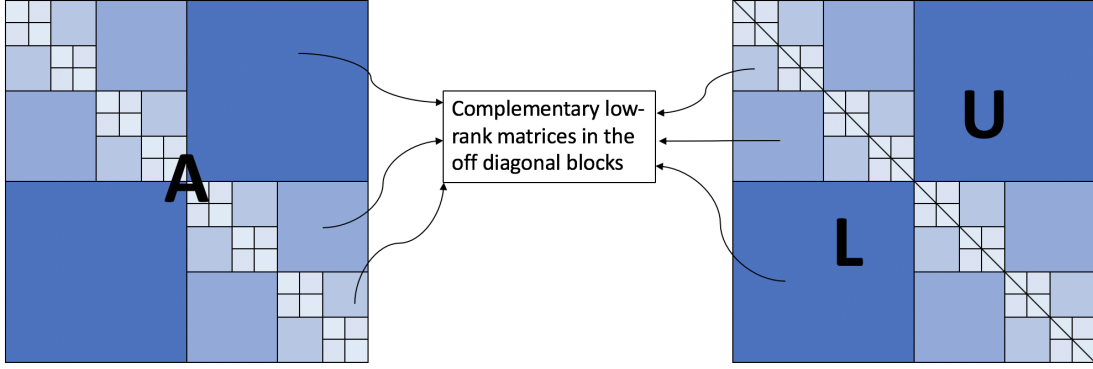 A
Complementary low-
rank matrices in the
off diagonal blocks
U
L